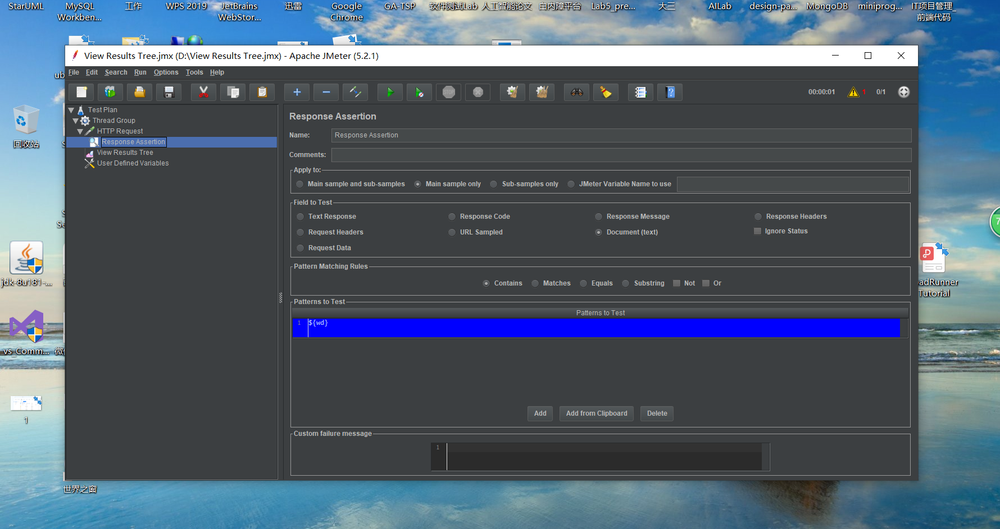 StarUML
MySQL
Workben...
工作
WPS 2019
JetBrains
WebStor...
迅雷
Google
Chrome
GA-TSP
软件测试Lab
人工智能论文
白内障平台
Lab5_pre...
大三
AILab
design-pa...
MongoDB
miniprog...
IT项目管理_
前端代码
View Results Tree.jmx (D:\View Results Tree.jmx) - Apache JMeter (5.2.1)
ub
File Edit Search Run Options Tools Help
STOP
00:00:01 1 0/1
Test Plan
Thread Group
HTTP Request
Response Assertion
View Results Tree
User Defined Variables
回收站
Response Assertion
Name: Response Assertion
Comments:
Apply to:
Main sample and sub-samples Main sample only Sub-samples only JMeter Variable Name to use
Field to Test
Text Response Response Code Response Message Response Headers
Request Headers URL Sampled Document (text) Ignore Status
Request Data
Pattern Matching Rules
Contains Matches Equals Substring Not Or
Patterns to Test
Patterns to Test
1 ${wd}
Add Add from Clipboard Delete
Custom failure message
1
S
Se
7
jdk-8u181-...
adRunner
Tutorial
vs_Comm...
微
1
世界之窗